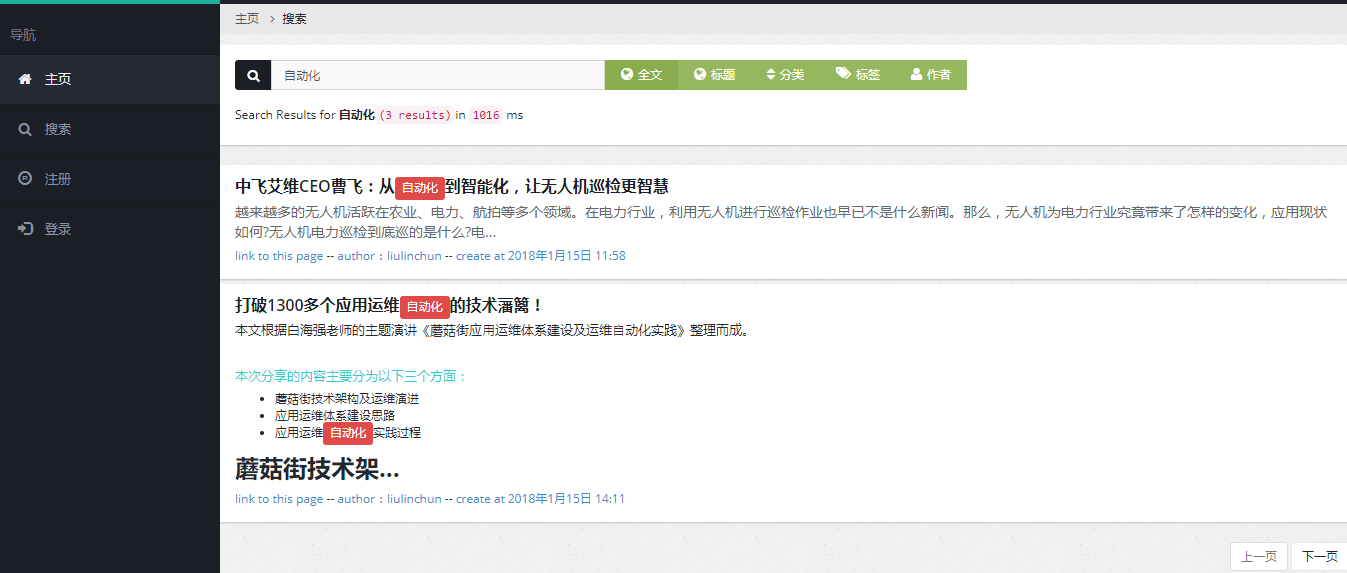 导航
主页
搜索
注册
登录
主页 > 搜索
自动化 全文 标题 分类 标签 作者
Search Results for 自动化 (3 results) in 1016 ms
中飞艾维CEO曹飞：从自动化到智能化，让无人机巡检更智慧
越来越多的无人机活跃在农业、电力、航拍等多个领域。在电力行业，利用无人机进行巡检作业也早已不是什么新闻。那么，无人机为电力行业究竟带来了怎样的变化，应用现状
如何?无人机电力巡检到底巡的是什么?电...
link to this page -- author：liulinchun -- create at 2018年1月15日 11:58
打破1300多个应用运维自动化的技术藩篱！
本文根据白海强老师的主题演讲《蘑菇街应用运维体系建设及运维自动化实践》整理而成。
本次分享的内容主要分为以下三个方面：
• 蘑菇街技术架构及运维演进
• 应用运维体系建设思路
• 应用运维自动化实践过程
蘑菇街技术架...
link to this page -- author：liulinchun -- create at 2018年1月15日 14:11
上一页 下一页